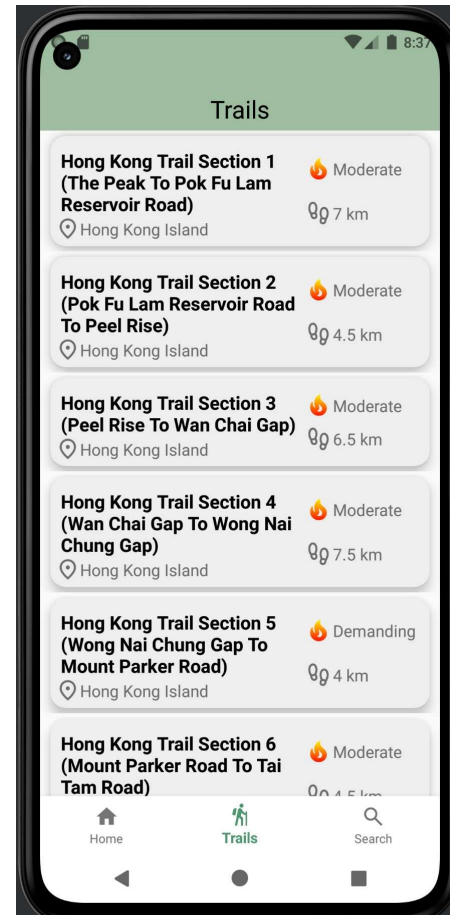 8:37
Trails
Hong Kong Trail Section 1
(The Peak To Pok Fu Lam
Reservoir Road)
Hong Kong Island
Moderate
7 km
Hong Kong Trail Section 2
(Pok Fu Lam Reservoir Road
To Peel Rise)
Hong Kong Island
Moderate
4.5 km
Hong Kong Trail Section 3
(Peel Rise To Wan Chai Gap)
Hong Kong Island
Moderate
6.5 km
Hong Kong Trail Section 4
(Wan Chai Gap To Wong Nai
Chung Gap)
Hong Kong Island
Moderate
7.5 km
Hong Kong Trail Section 5
(Wong Nai Chung Gap To
Mount Parker Road)
Hong Kong Island
Demanding
4 km
Hong Kong Trail Section 6
(Mount Parker Road To Tai
Tam Road)
Moderate
4.5 km
Home
Trails
Search